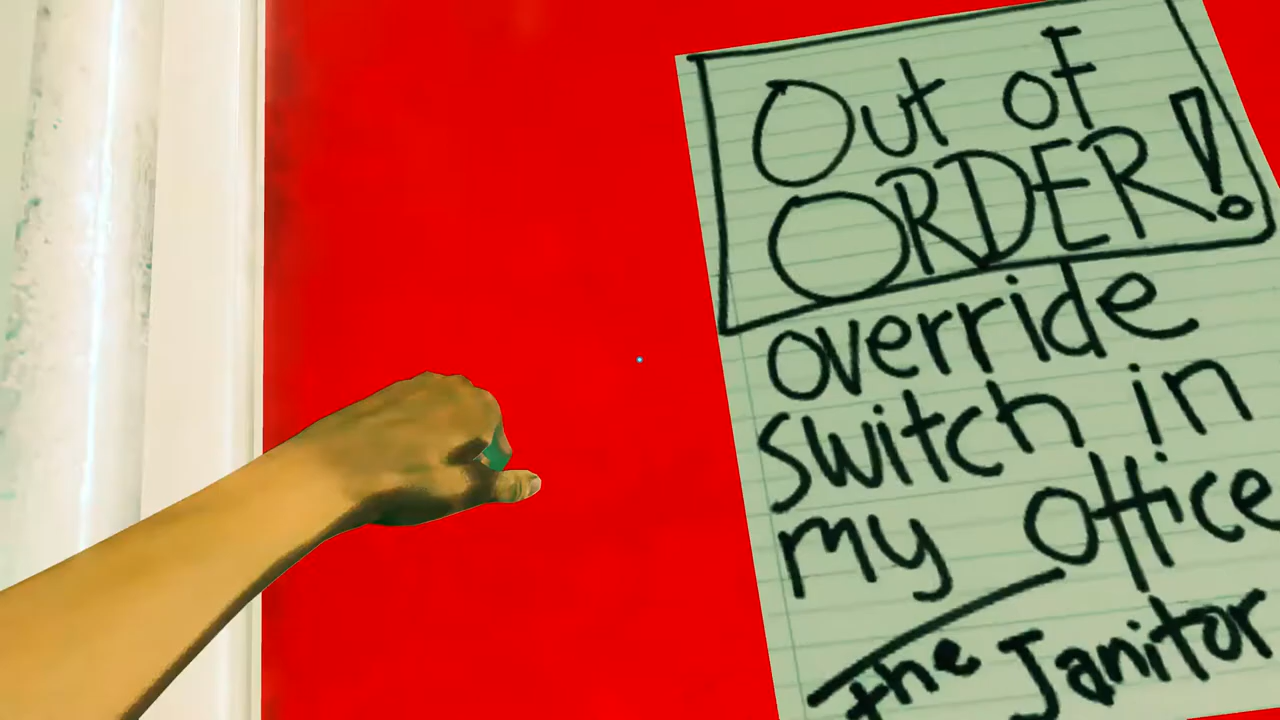 Out of
ORDER!
override
switch in
my Office
the Janitor